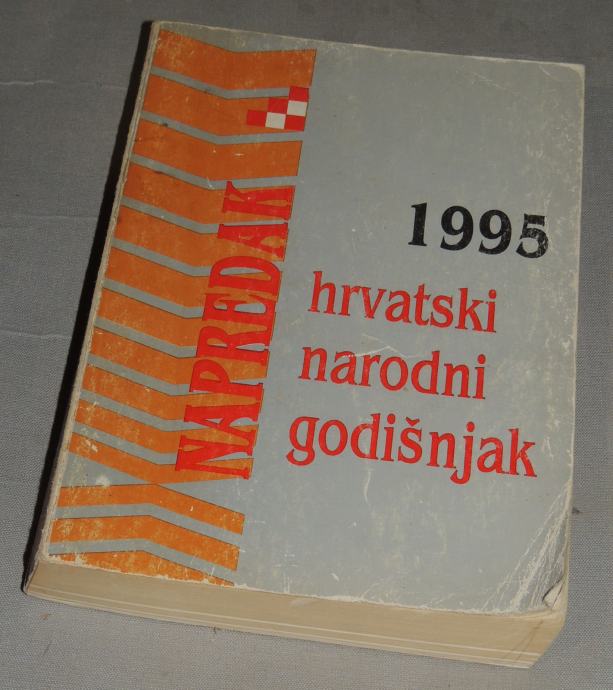 NAPREDAK
1995
hrvatski
narodni
godišnjak